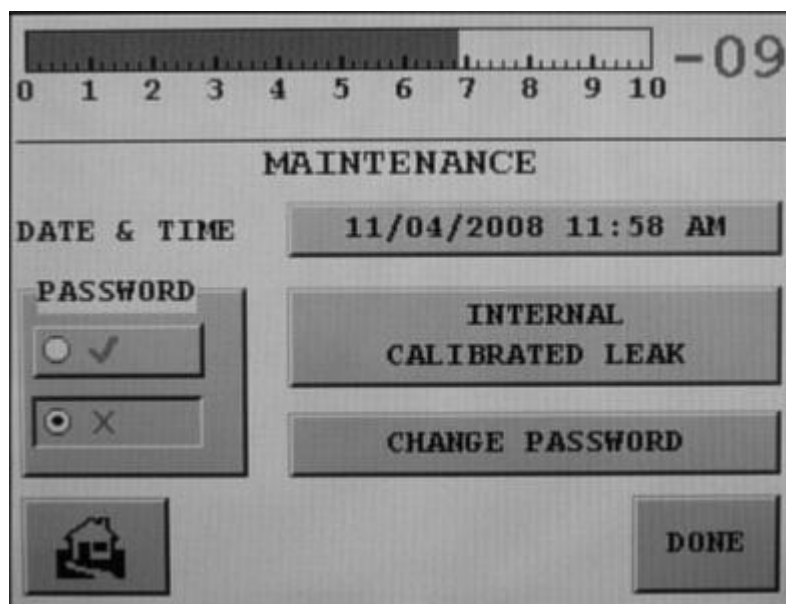 -09
0 1 2 3 4 5 6 7 8 9 10
MAINTENANCE
DATE & TIME
11/04/2008 11:58 AM
PASSWORD
INTERNAL
CALIBRATED LEAK
CHANGE PASSWORD
DONE